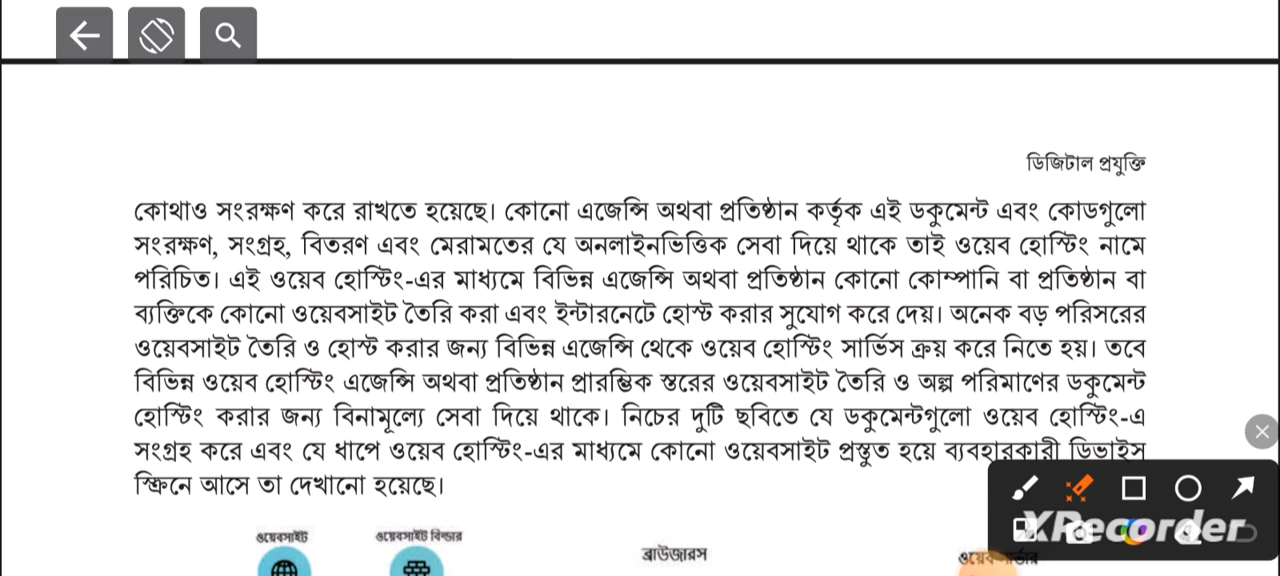 ডিজিটাল প্রযুক্তি
কোথাও সংরক্ষণ করে রাখতে হয়েছে। কোনো এজেন্সি অথবা প্রতিষ্ঠান কর্তৃক এই ডকুমেন্ট এবং কোডগুলো
সংরক্ষণ, সংগ্রহ, বিতরণ এবং মেরামতের যে অনলাইনভিত্তিক সেবা দিয়ে থাকে তাই ওয়েব হোস্টিং নামে
পরিচিত। এই ওয়েব হোস্টিং-এর মাধ্যমে বিভিন্ন এজেন্সি অথবা প্রতিষ্ঠান কোনো কোম্পানি বা প্রতিষ্ঠান বা
ব্যক্তিকে কোনো ওয়েবসাইট তৈরি করা এবং ইন্টারনেটে হোস্ট করার সুযোগ করে দেয়। অনেক বড় পরিসরের
ওয়েবসাইট তৈরি ও হোস্ট করার জন্য বিভিন্ন এজেন্সি থেকে ওয়েব হোস্টিং সার্ভিস ক্রয় করে নিতে হয়। তবে
বিভিন্ন ওয়েব হোস্টিং এজেন্সি অথবা প্রতিষ্ঠান প্রারম্ভিক স্তরের ওয়েবসাইট তৈরি ও অল্প পরিমাণের ডকুমেন্ট
হোস্টিং করার জন্য বিনামূল্যে সেবা দিয়ে থাকে। নিচের দুটি ছবিতে যে ডকুমেন্টগুলো ওয়েব হোস্টিং-এ
সংগ্রহ করে এবং যে ধাপে ওয়েব হোস্টিং-এর মাধ্যমে কোনো ওয়েবসাইট প্রস্তুত হয়ে ব্যবহারকারী ডিভাইস
স্ক্রিনে আসে তা দেখানো হয়েছে।
XRecorder
ওয়েবসাইট ওয়েবসাইট বিল্ডার ব্রাউজারস ওয়েব সার্ভার